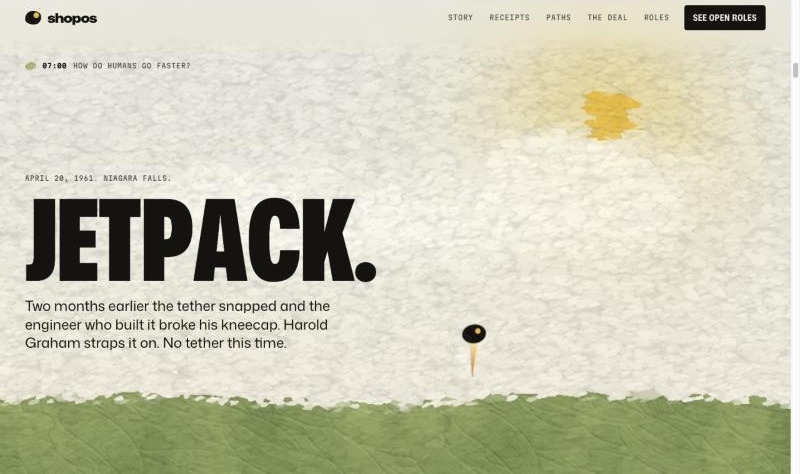 shopos
STORY RECEIPTS PATHS THE DEAL ROLES SEE OPEN ROLES
07:00 HOW DO HUMANS GO FASTER?
APRIL 20, 1961. NIAGARA FALLS.
JETPACK.
Two months earlier the tether snapped and the
engineer who built it broke his kneecap. Harold
Graham straps it on. No tether this time.